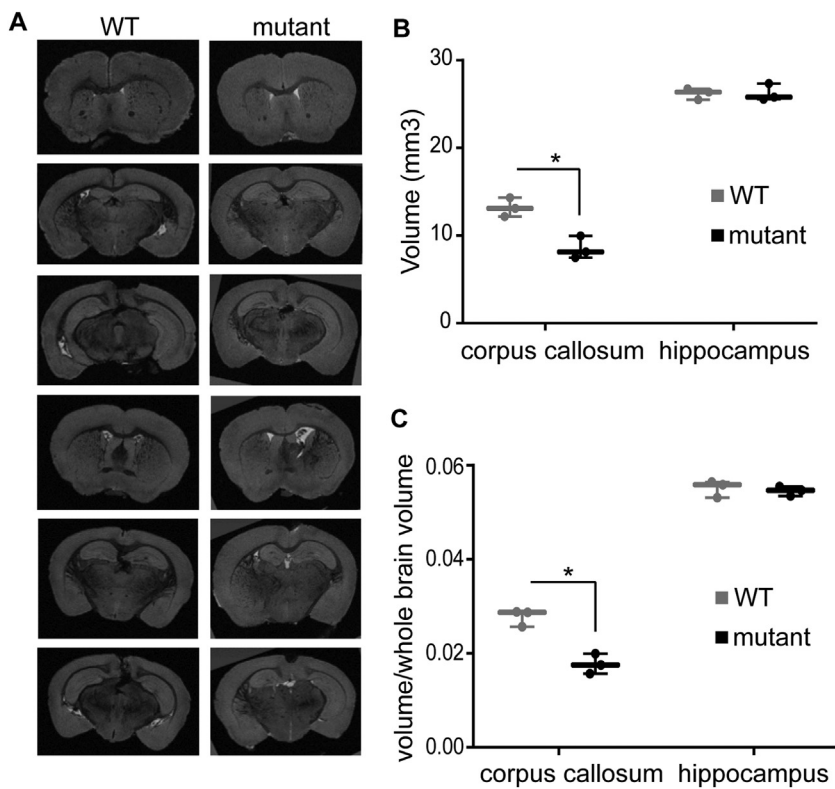 A
WT mutant
B
30
20
10
0
Volume (mm3)
*
WT
mutant
corpus callosum hippocampus
C
0.06
0.04
0.02
0.00
volume/whole brain volume
*
WT
mutant
corpus callosum hippocampus